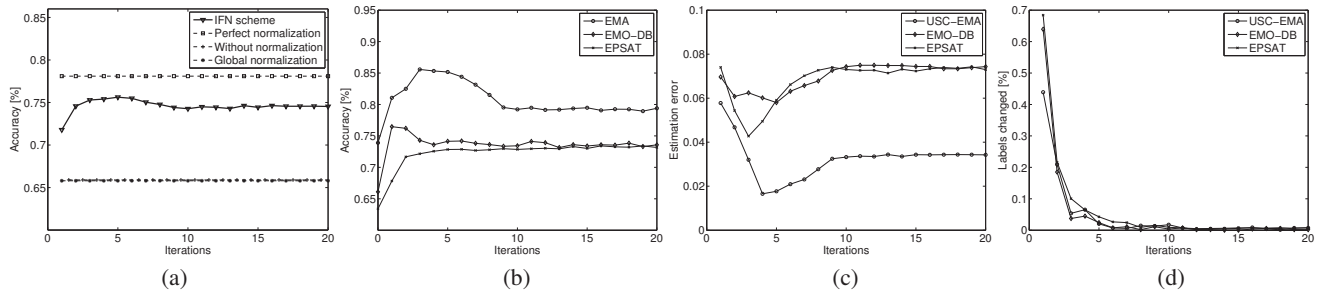 0.85
0.8
0.75
0.7
0.65
Accuracy [%]
0
5
10
15
20
Iterations
IFN scheme
Perfect normalization
Without normalization
Global normalization
(a)
0.9
0.85
0.8
0.75
0.7
0.65
Accuracy [%]
0
5
10
15
20
Iterations
EMA
EMO−DB
EPSAT
(b)
0.1
0.08
0.06
0.04
0.02
0
Estimation error
0
5
10
15
20
Iterations
USC−EMA
EMO−DB
EPSAT
(c)
0.7
0.6
0.5
0.4
0.3
0.2
0.1
0
Labels changed [%]
0
5
10
15
20
Iterations
USC−EMA
EMO−DB
EPSAT
(d)